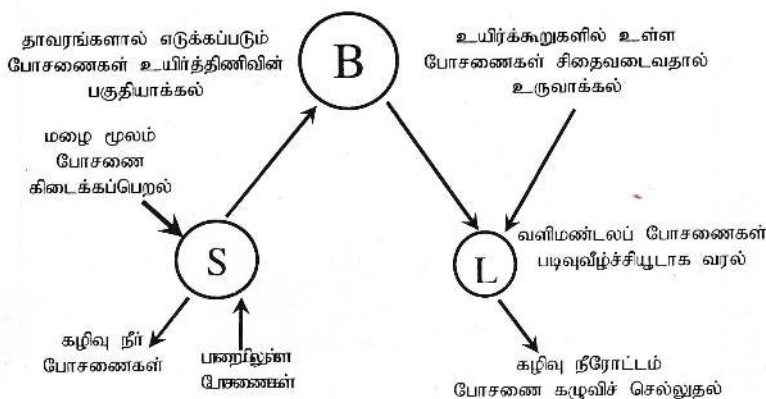 தாவரங்களால் எடுக்கப்படும்
போசணைகள் உயிர்த்திணிவின்
பகுதியாக்கல்
B
உயிர்க்கூறுகளில் உள்ள
போசணைகள் சிதைவடைவதால்
உருவாக்கல்
மழை மூலம்
போசணை
கிடைக்கப்பெறல்
S
L
வளிமண்டலப் போசணைகள்
படிவுவீழ்ச்சியூடாக வரல்
கழிவு நீர்
போசணைகள்
பாறையிலுள்ள
போசணைகள்
கழிவு நீரோட்டம்
போசணை கழுவிச் செல்லுதல்